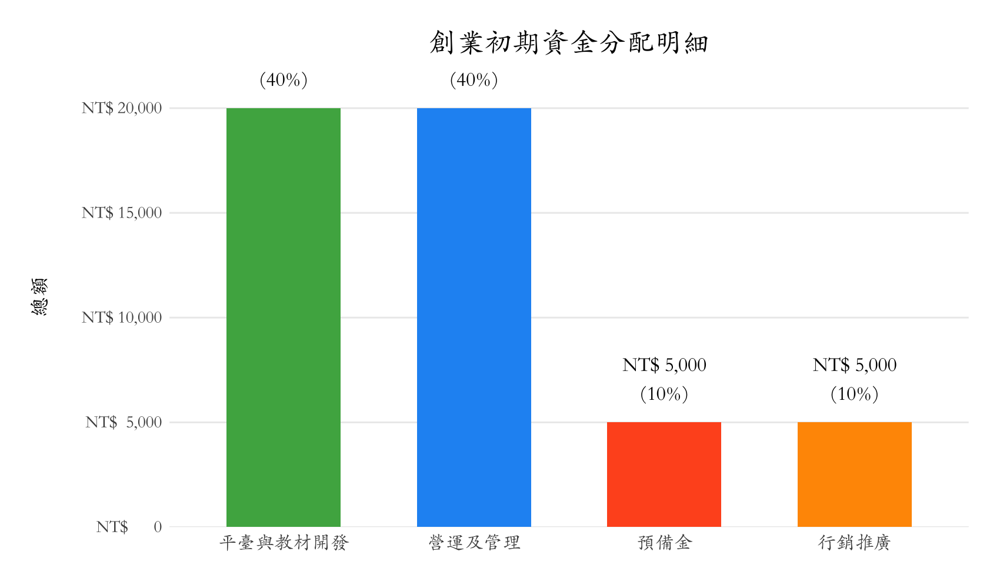 創業初期資金分配明細
(40%)
(40%)
NT$ 20,000
NT$ 15,000
總額
NT$ 10,000
NT$ 5,000
(10%)
NT$ 5,000
(10%)
NT$ 5,000
NT$ 0
平臺與教材開發
營運及管理
預備金
行銷推廣